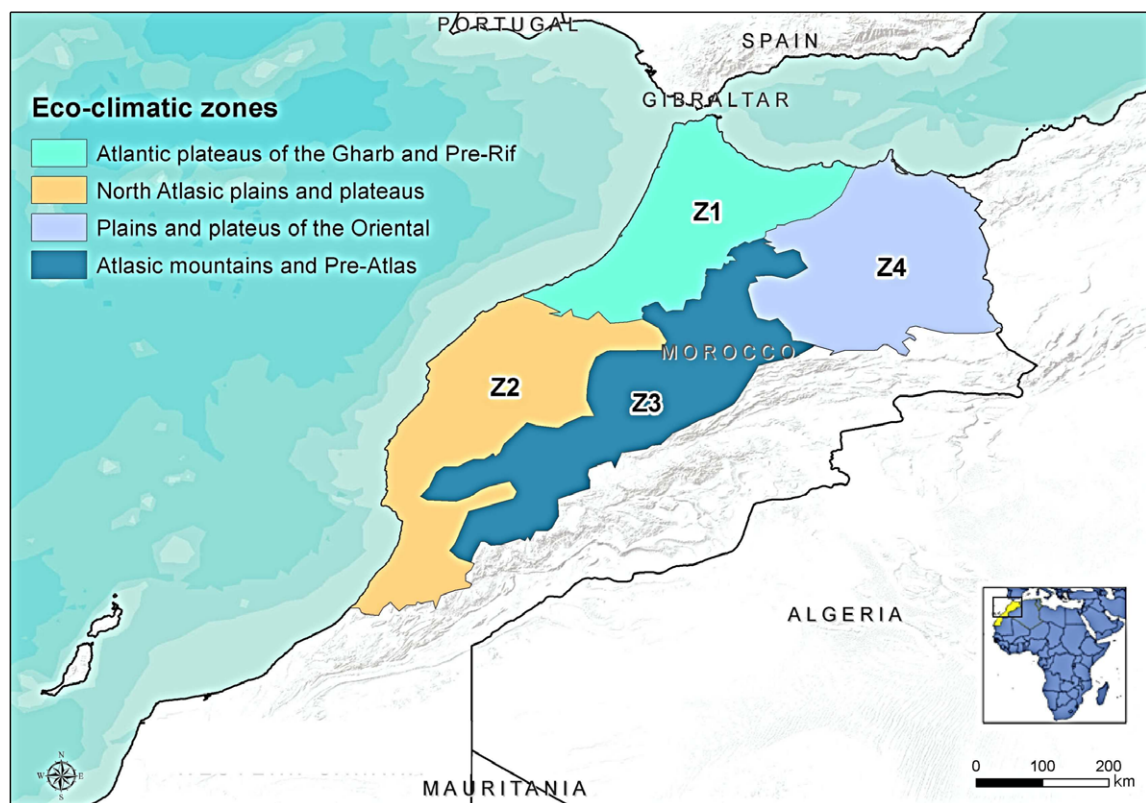 PORTUGAL
SPAIN
GIBRALTAR
Eco-climatic zones
Atlantic plateaus of the Gharb and Pre-Rif
North Atlasic plains and plateaus
Plains and plateus of the Oriental
Atlasic mountains and Pre-Atlas
Z1
Z4
MOROCCO
Z2
Z3
ALGERIA
N
W E
S
MAURITANIA
0 100 200
km